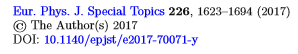 Eur. Phys. J. Special Topics 226, 1623–1694 (2017)
© The Author(s) 2017
DOI: 10.1140/epjst/e2017-70071-y